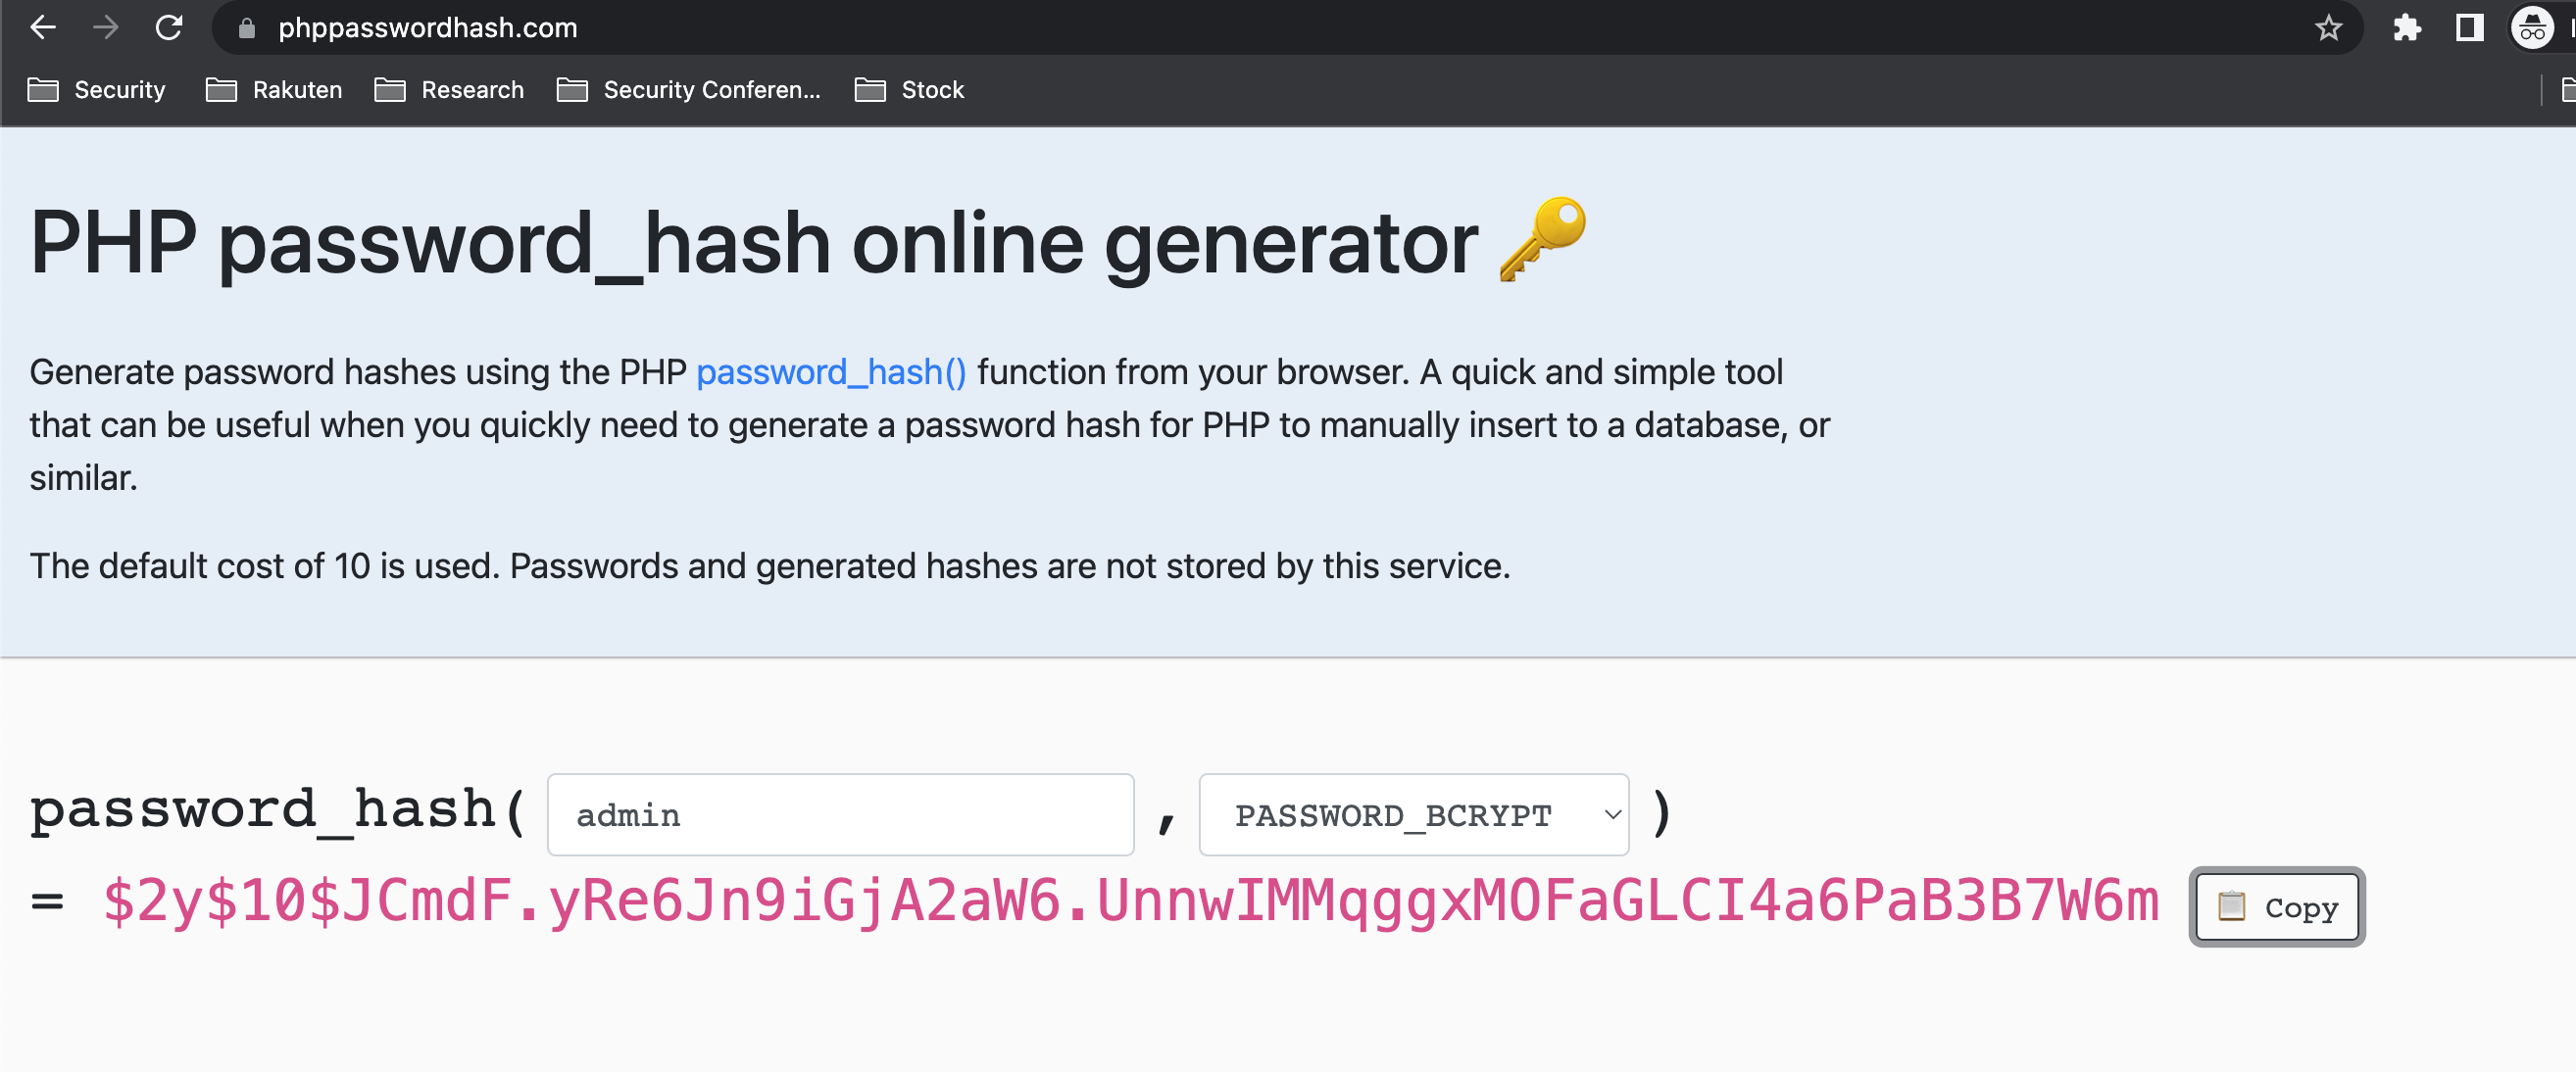 phppasswordhash.com
Security Rakuten Research Security Conferen... Stock
PHP password_hash online generator
Generate password hashes using the PHP password_hash() function from your browser. A quick and simple tool
that can be useful when you quickly need to generate a password hash for PHP to manually insert to a database, or
similar.
The default cost of 10 is used. Passwords and generated hashes are not stored by this service.
password_hash( admin , PASSWORD_BCRYPT )
= $2y$10$JCmdF.yRe6Jn9iGjA2aW6.UnnwIMMqggxMOFaGLCI4a6PaB3B7W6m Copy